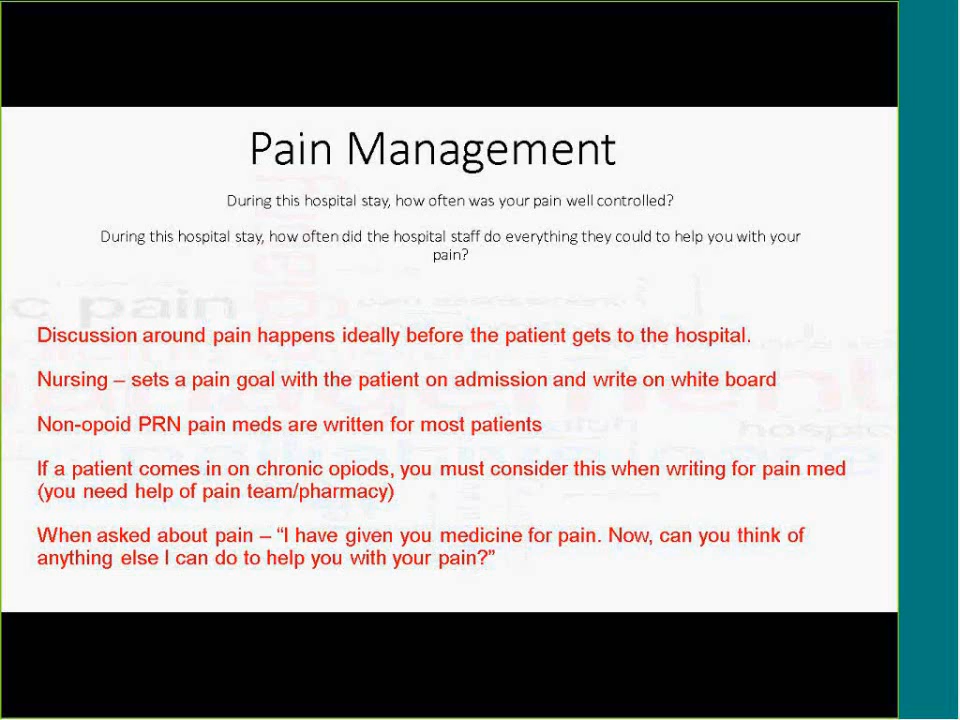 Pain Management
During this hospital stay, how often was your pain well controlled?
During this hospital stay, how often did the hospital staff do everything they could to help you with your
pain?
c pain
Discussion around pain happens ideally before the patient gets to the hospital.
Nursing – sets a pain goal with the patient on admission and write on white board
Non-opoid PRN pain meds are written for most patients
If a patient comes in on chronic opiods, you must consider this when writing for pain med
(you need help of pain team/pharmacy)
When asked about pain – “I have given you medicine for pain. Now, can you think of
anything else I can do to help you with your pain?”